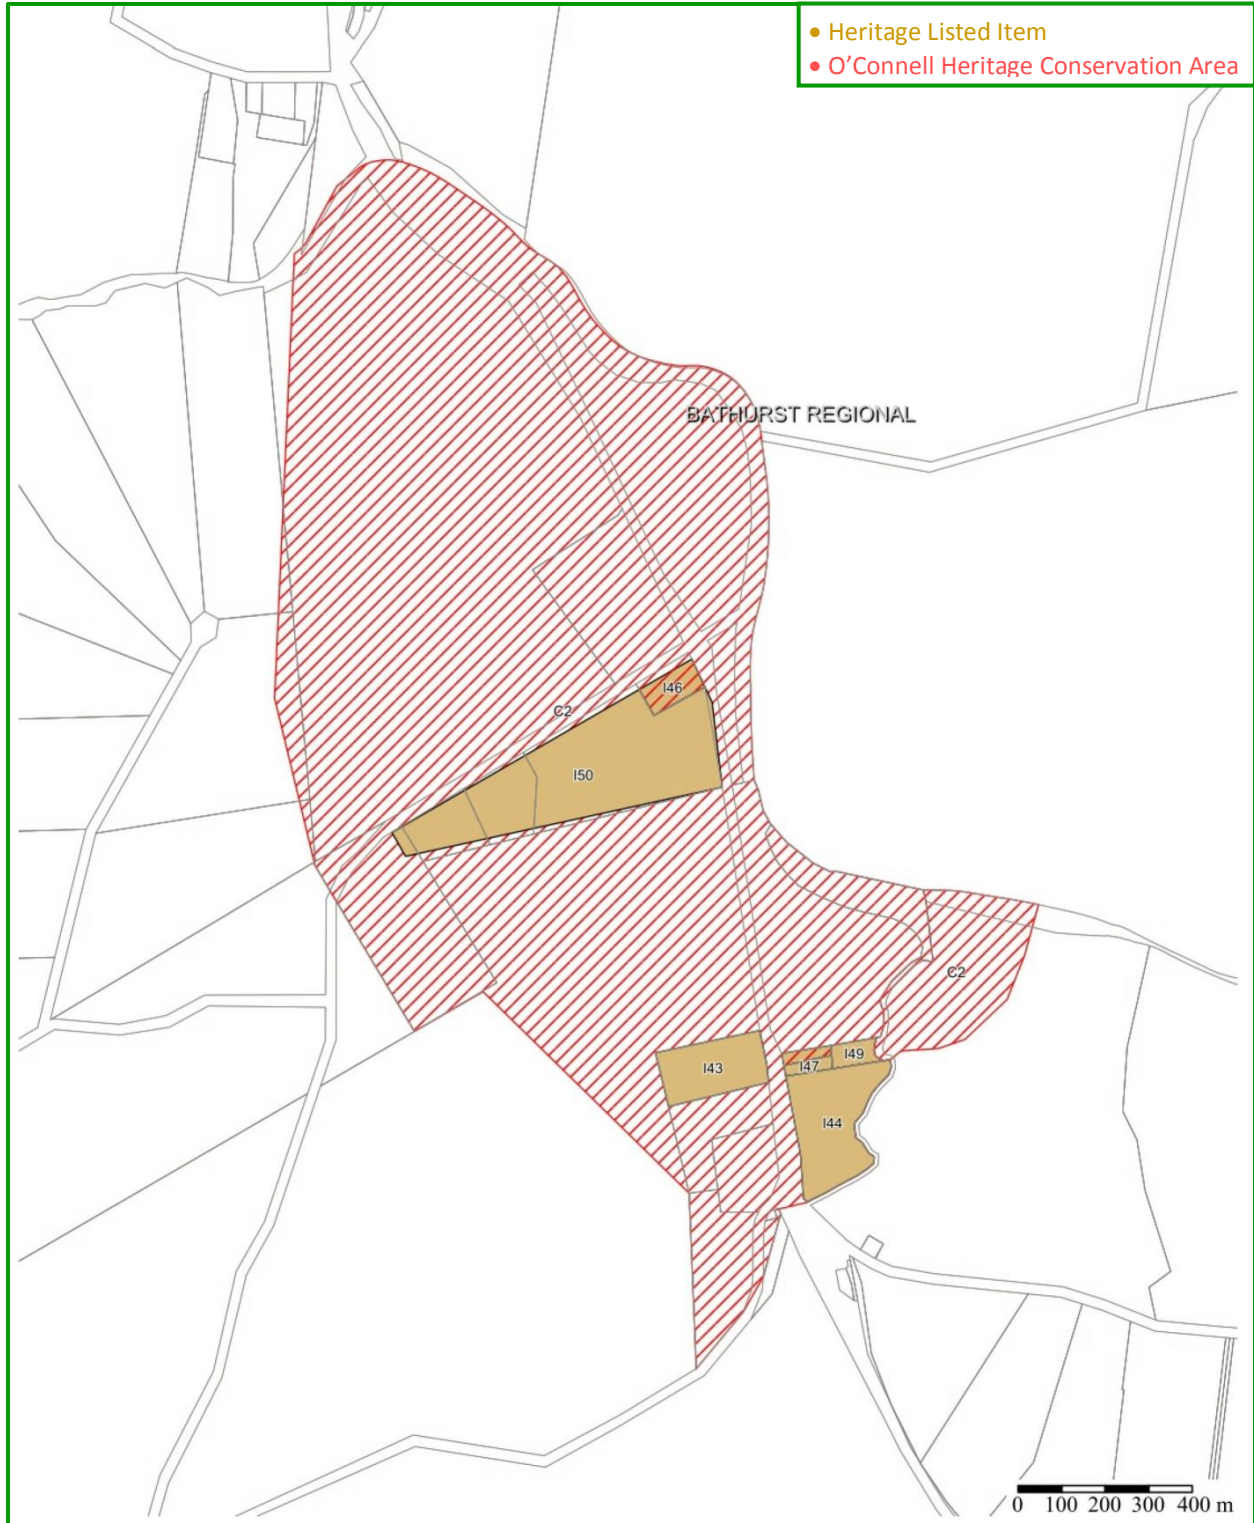 • Heritage Listed Item
• O’Connell Heritage Conservation Area
BATHURST REGIONAL
I46
C2
I50
C2
I43
I47
I49
I44
0 100 200 300 400 m